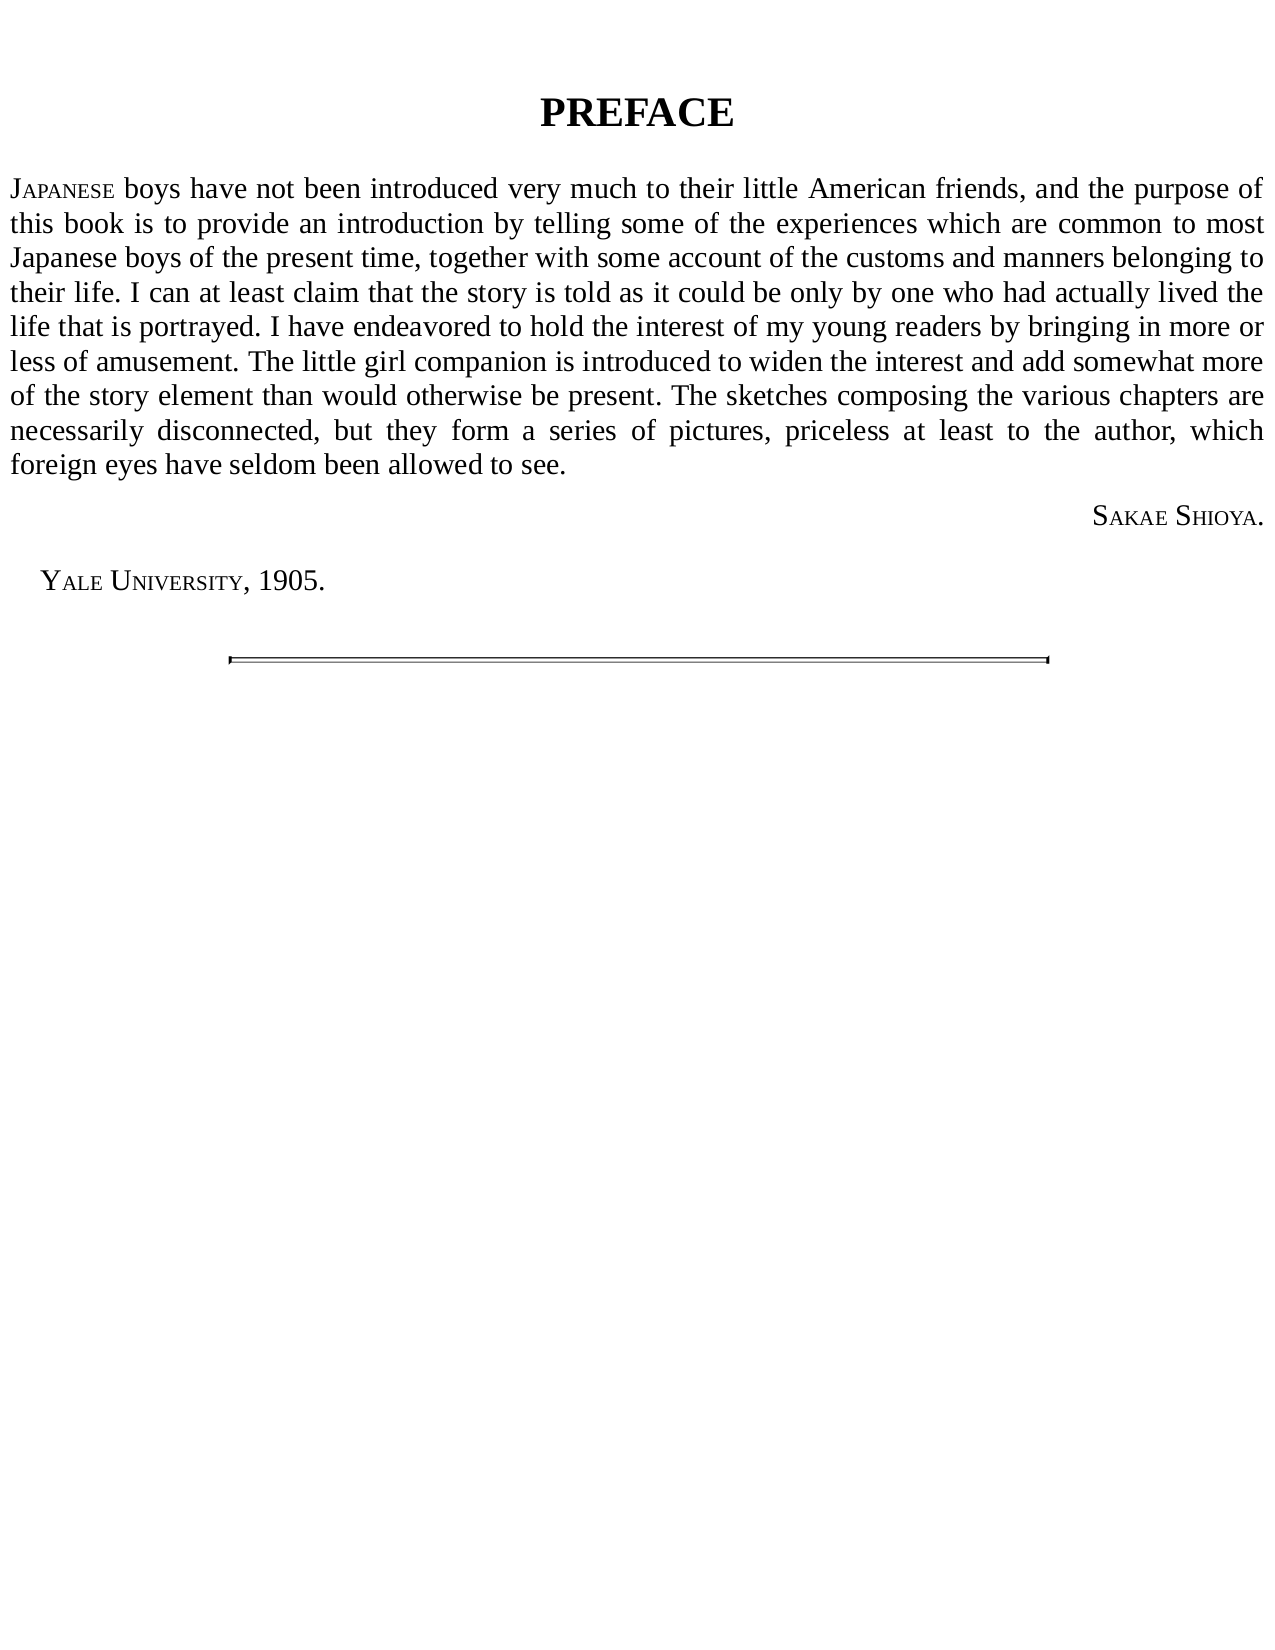 PREFACE
Japanese boys have not been introduced very much to their little American friends, and the purpose of
this book is to provide an introduction by telling some of the experiences which are common to most
Japanese boys of the present time, together with some account of the customs and manners belonging to
their life. I can at least claim that the story is told as it could be only by one who had actually lived the
life that is portrayed. I have endeavored to hold the interest of my young readers by bringing in more or
less of amusement. The little girl companion is introduced to widen the interest and add somewhat more
of the story element than would otherwise be present. The sketches composing the various chapters are
necessarily disconnected, but they form a series of pictures, priceless at least to the author, which
foreign eyes have seldom been allowed to see.
Sakae Shioya.
Yale University, 1905.